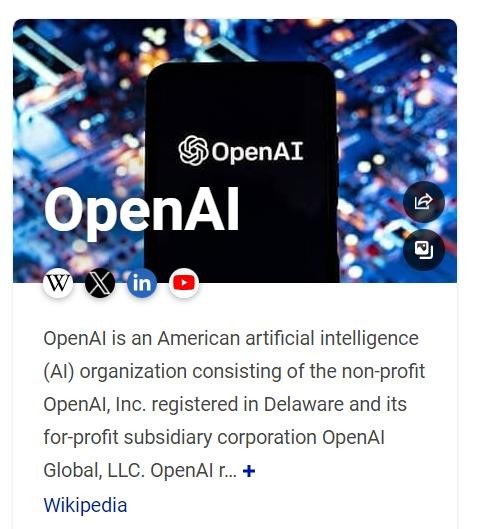 OpenAI
OpenAI
OpenAI is an American artificial intelligence
(AI) organization consisting of the non-profit
OpenAI, Inc. registered in Delaware and its
for-profit subsidiary corporation OpenAI
Global, LLC. OpenAI r... +
Wikipedia